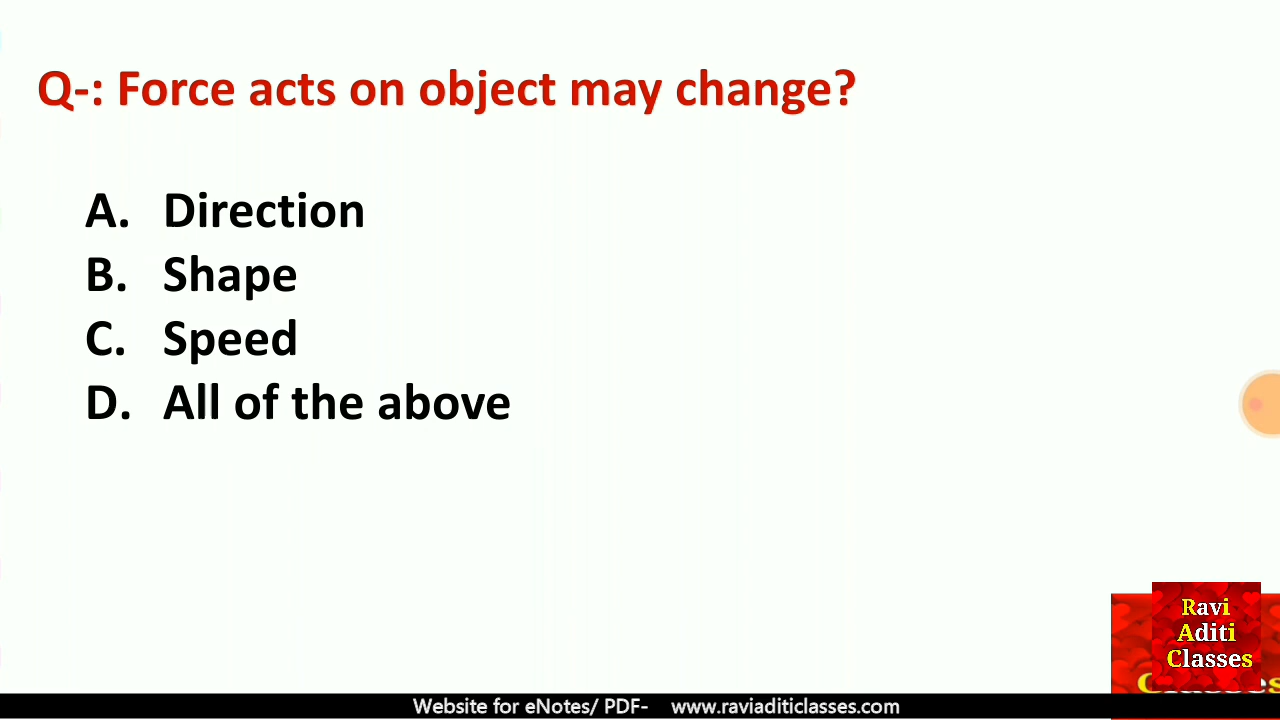 Q-: Force acts on object may change?
A. Direction
B. Shape
C. Speed
D. All of the above
Ravi
Aditi
Classes
Classes
Website for eNotes/ PDF- www.raviaditiclasses.com